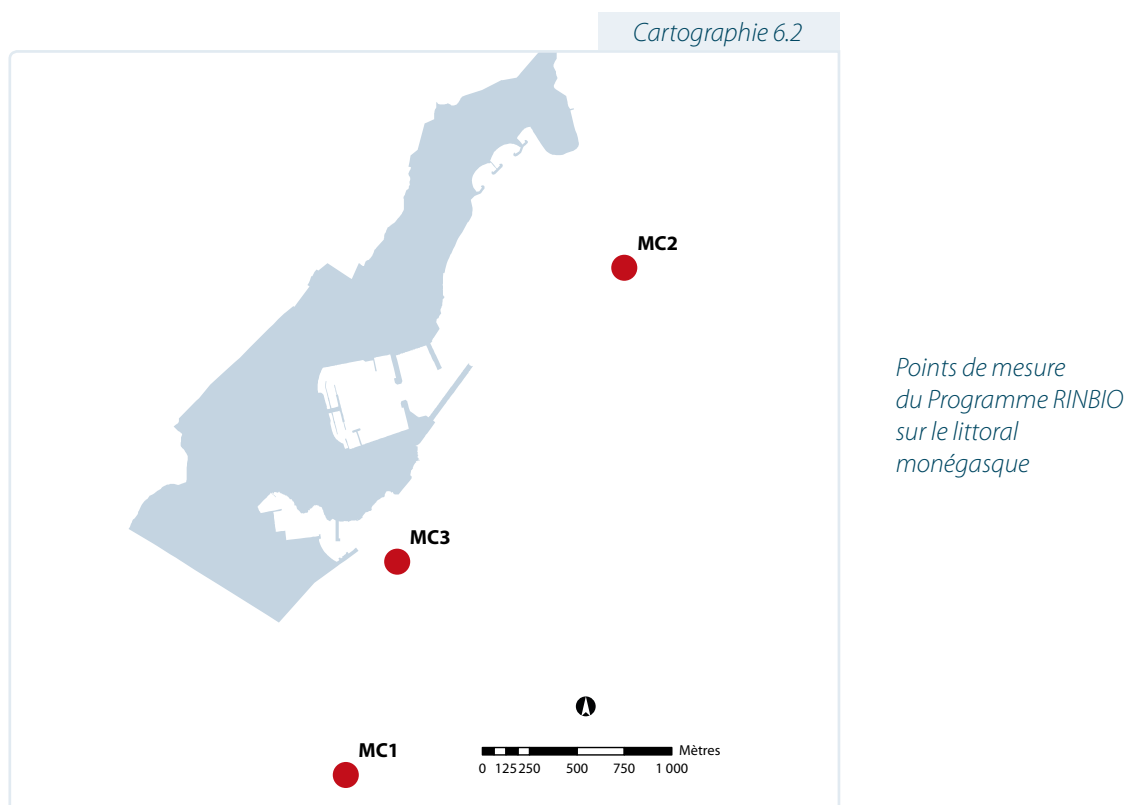 Cartographie 6.2
MC2
Points de mesure
du Programme RINBIO
sur le littoral
monégasque
MC3
MC1
Mètres
0 125 250 500 750 1 000